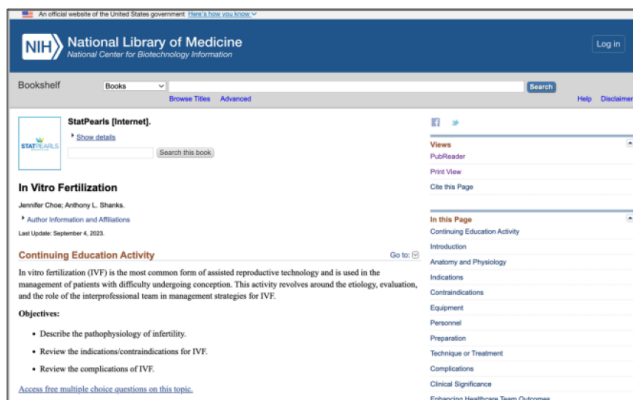 An official website of the United States government Here's how you know
NIH National Library of Medicine
National Center for Biotechnology Information
Log in
Bookshelf
Books
Search
Browse Titles Advanced
Help Disclaimer
StatPearls [Internet].
Show details
Search this book
STATPEARLS
In Vitro Fertilization
Jennifer Choe; Anthony L. Shanks.
Author Information and Affiliations
Last Update: September 4, 2023.
Continuing Education Activity
Go to:
In vitro fertilization (IVF) is the most common form of assisted reproductive technology and is used in the
management of patients with difficulty undergoing conception. This activity revolves around the etiology, evaluation,
and the role of the interprofessional team in management strategies for IVF.
Objectives:
• Describe the pathophysiology of infertility.
• Review the indications/contraindications for IVF.
• Review the complications of IVF.
Access free multiple choice questions on this topic.
Views
PubReader
Print View
Cite this Page
In this Page
Continuing Education Activity
Introduction
Anatomy and Physiology
Indications
Contraindications
Equipment
Personnel
Preparation
Technique or Treatment
Complications
Clinical Significance
Enhancing Healthcare Team Outcomes